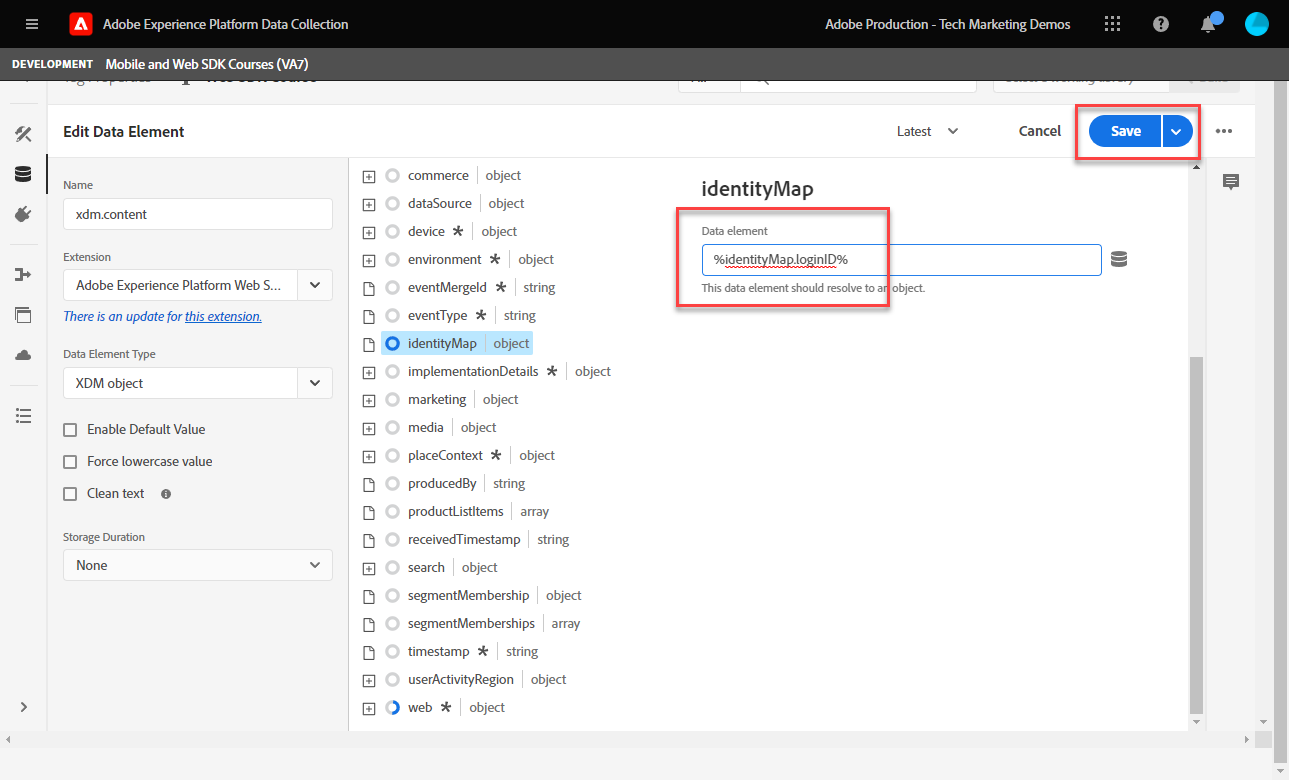 Adobe Experience Platform Data Collection
Adobe Production - Tech Marketing Demos
DEVELOPMENT Mobile and Web SDK Courses (VA7)
Edit Data Element
Latest
Cancel
Save
Name
xdm.content
Extension
Adobe Experience Platform Web S...
There is an update for this extension.
Data Element Type
XDM object
Enable Default Value
Force lowercase value
Clean text
Storage Duration
None
commerce object
dataSource object
device * object
environment * object
eventMergeId * string
eventType * string
identityMap object
implementationDetails * object
marketing object
media object
placeContext * object
producedBy string
productListItems array
receivedTimestamp string
search object
segmentMembership object
segmentMemberships array
timestamp * string
userActivityRegion object
web * object
identityMap
Data element
%identityMap.loginID%
This data element should resolve to an object.